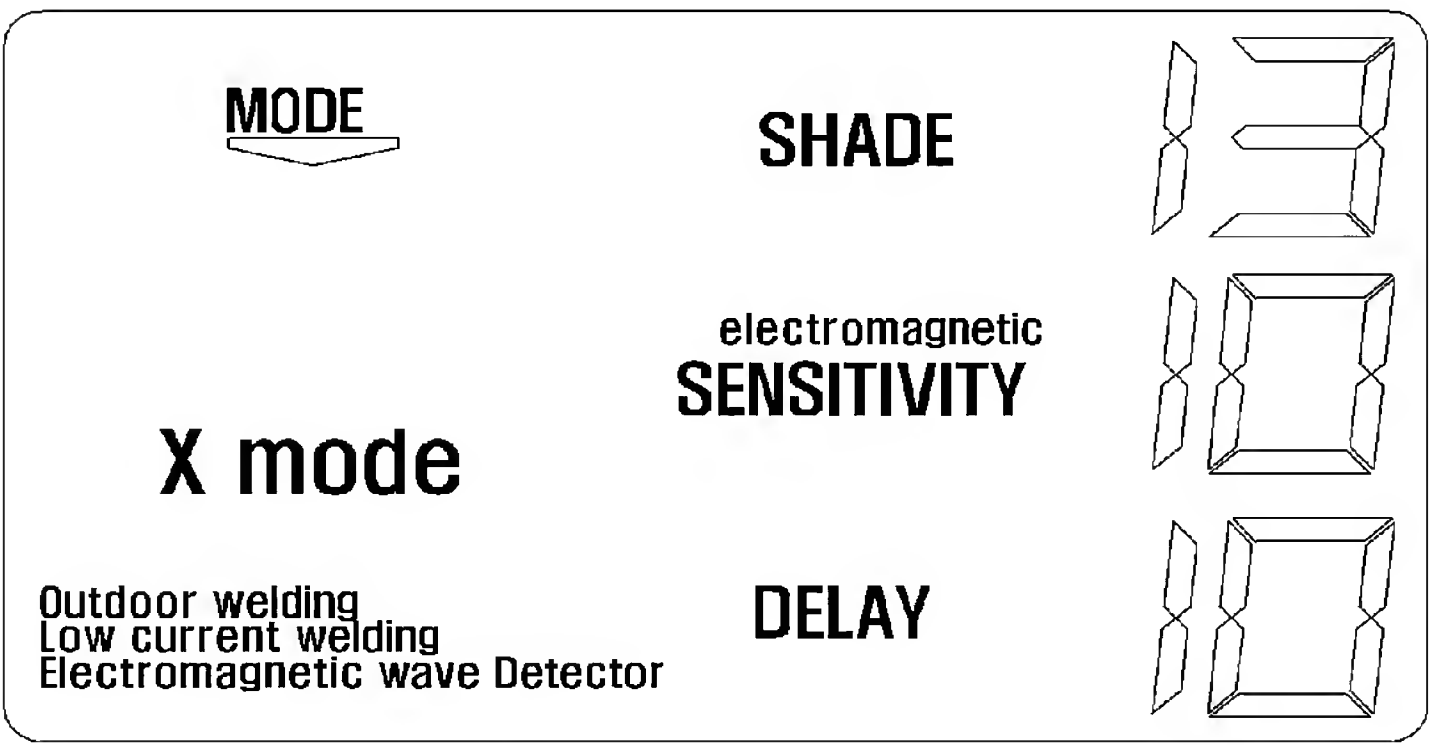 MODE
SHADE 13
electromagnetic
SENSITIVITY 10
X mode
Outdoor welding
Low current welding
Electromagnetic wave Detector
DELAY 10